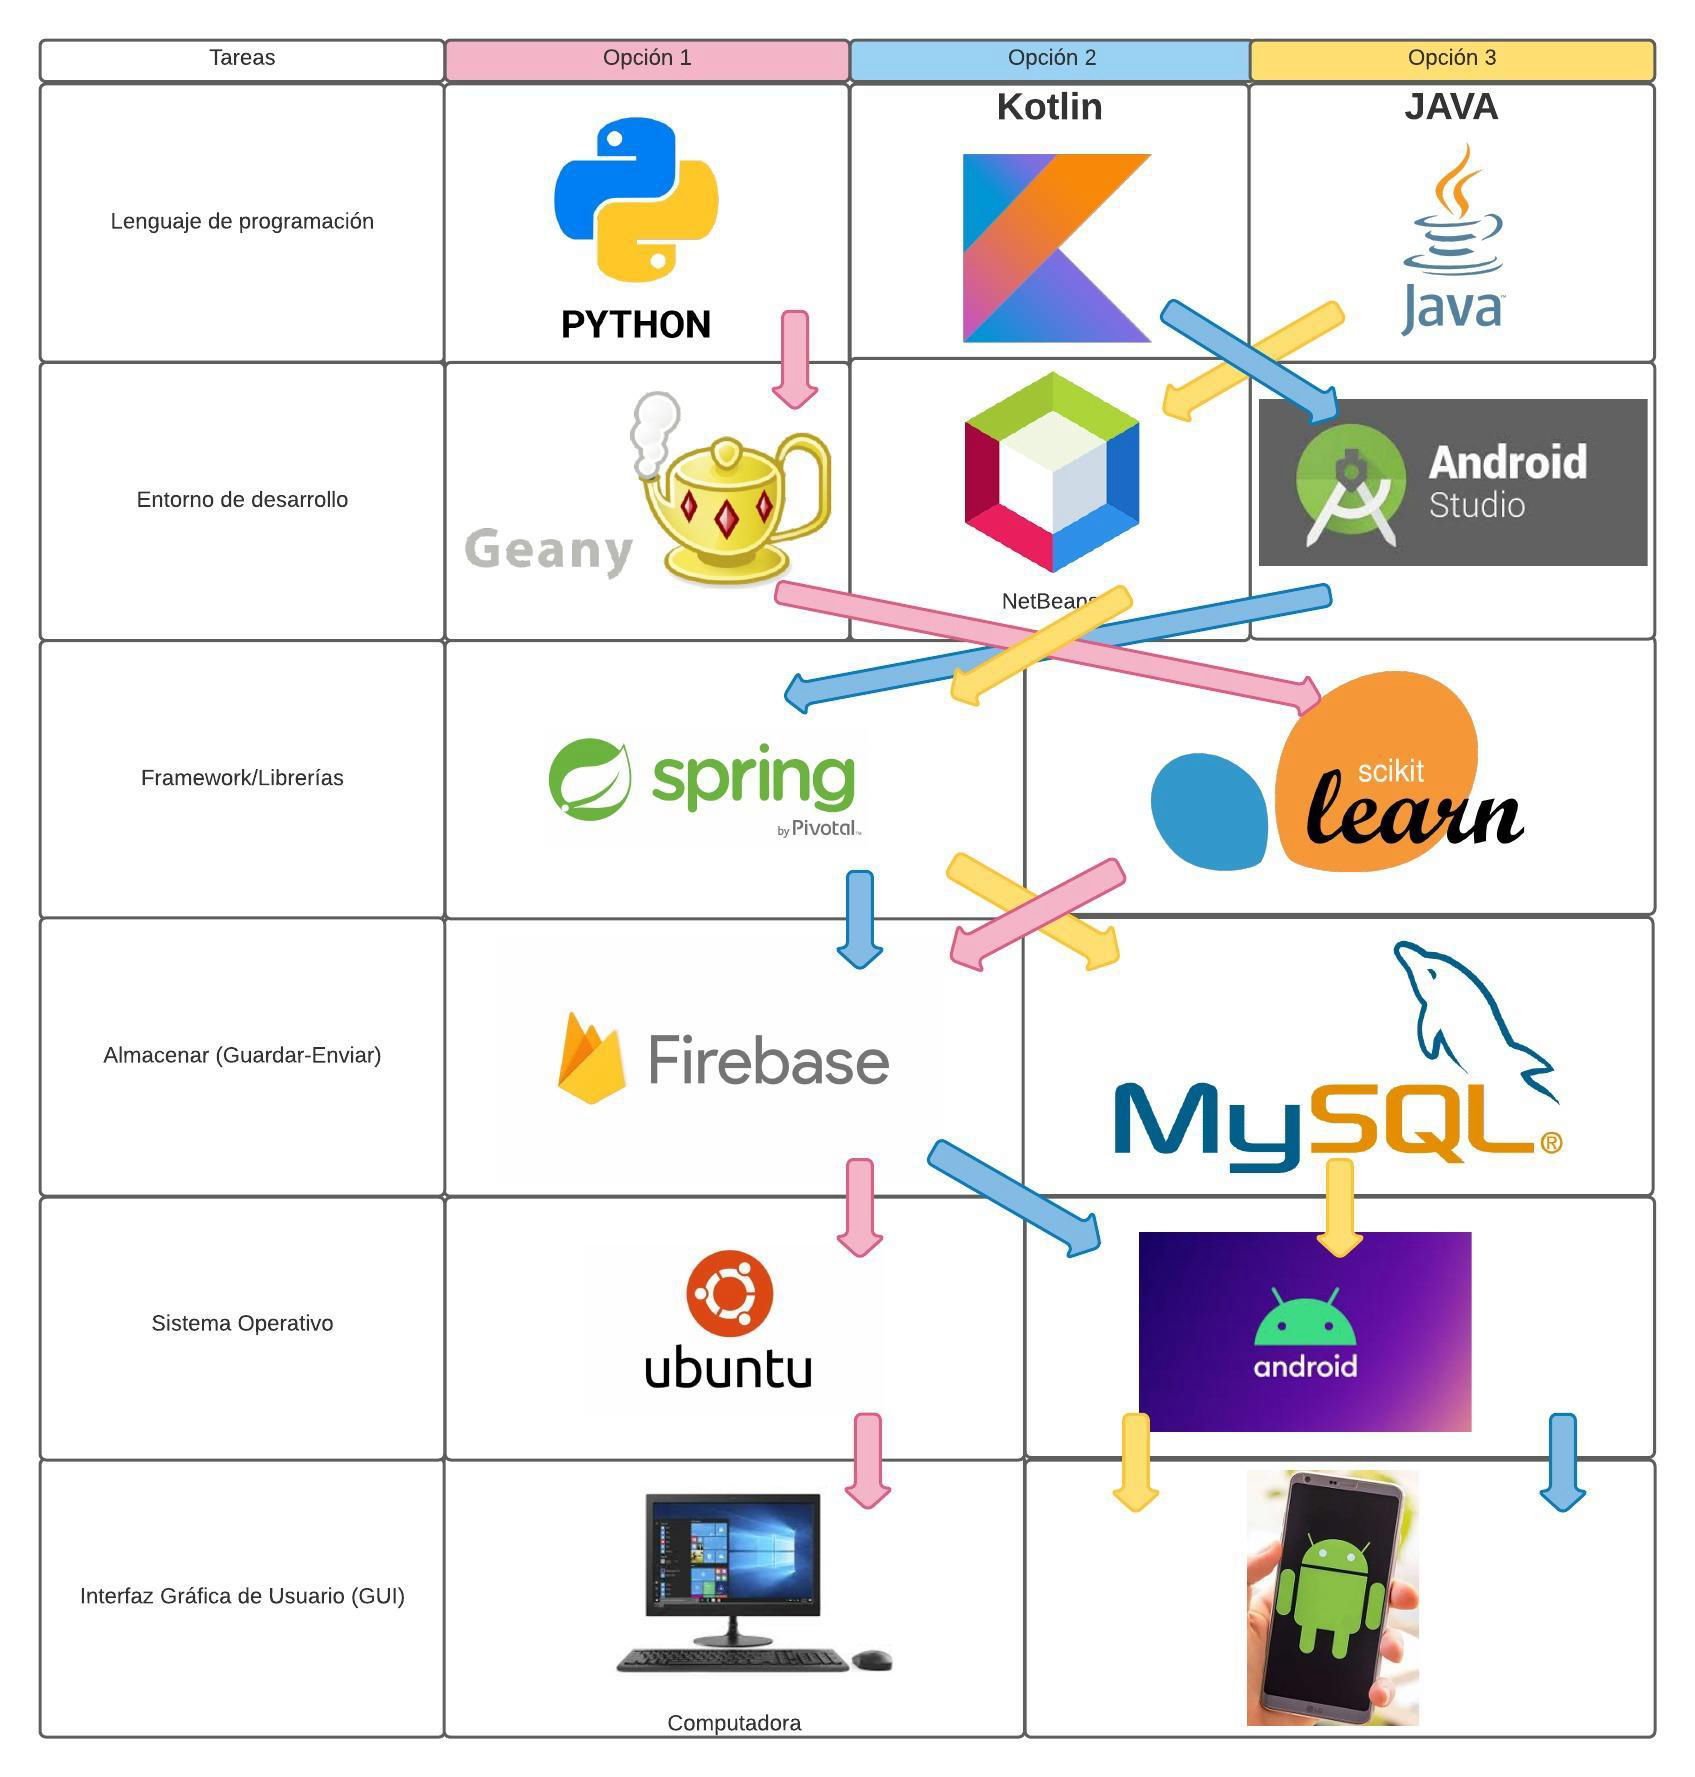 Tareas
Opción 1
Opción 2
Opción 3
Lenguaje de programación
PYTHON
Kotlin
JAVA
Java
Entorno de desarrollo
Geany
NetBeans
Android
Studio
Framework/Librerías
spring
by Pivotal
scikit
learn
Almacenar (Guardar-Enviar)
Firebase
MySQL®
Sistema Operativo
ubuntu
android
Interfaz Gráfica de Usuario (GUI)
Computadora